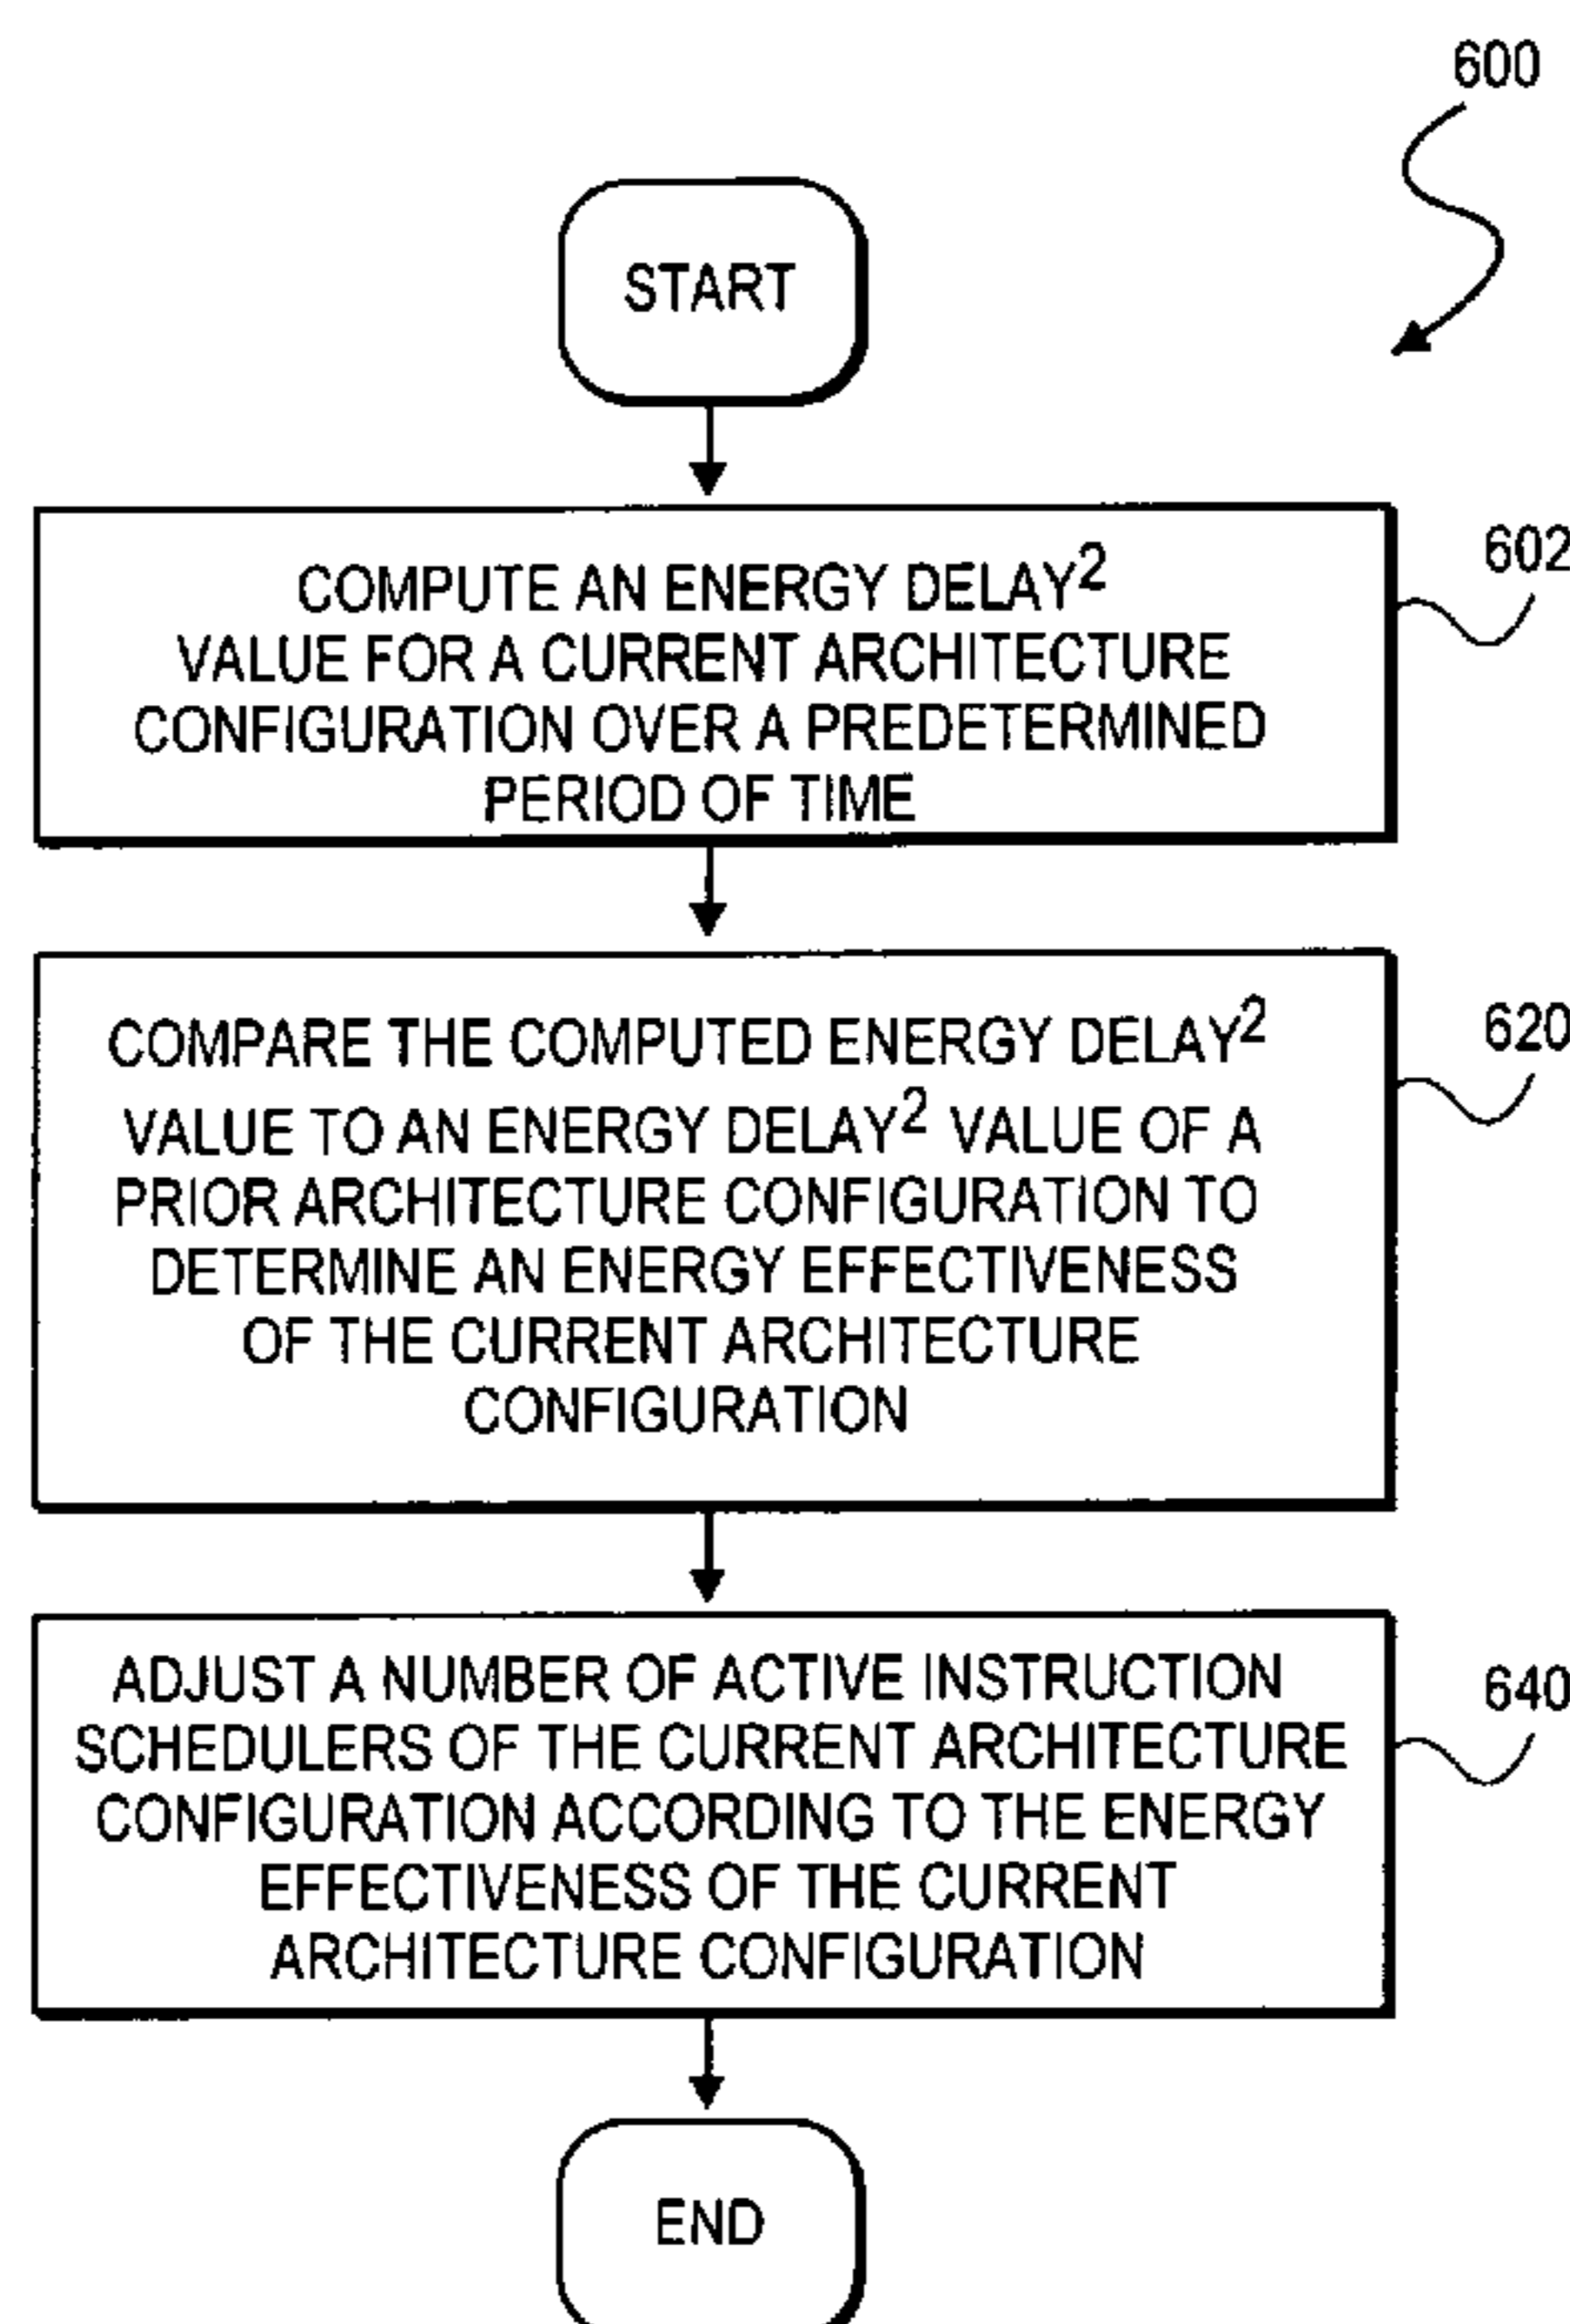 600
START
COMPUTE AN ENERGY DELAY²
VALUE FOR A CURRENT ARCHITECTURE
CONFIGURATION OVER A PREDETERMINED
PERIOD OF TIME
602
COMPARE THE COMPUTED ENERGY DELAY²
VALUE TO AN ENERGY DELAY² VALUE OF A
PRIOR ARCHITECTURE CONFIGURATION TO
DETERMINE AN ENERGY EFFECTIVENESS
OF THE CURRENT ARCHITECTURE
CONFIGURATION
620
ADJUST A NUMBER OF ACTIVE INSTRUCTION
SCHEDULERS OF THE CURRENT ARCHITECTURE
CONFIGURATION ACCORDING TO THE ENERGY
EFFECTIVENESS OF THE CURRENT
ARCHITECTURE CONFIGURATION
640
END